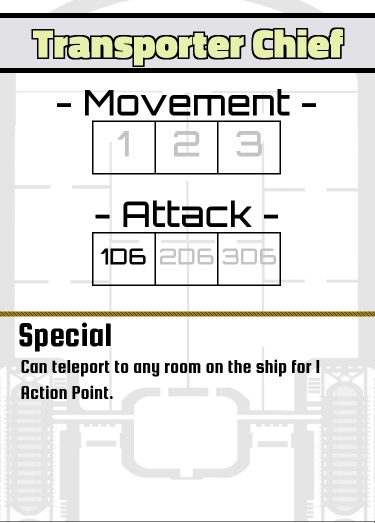 Transporter Chief
- Movement -
1 2 3
- Attack -
1D6 2D6 3D6
Special
Can teleport to any room on the ship for 1
Action Point.